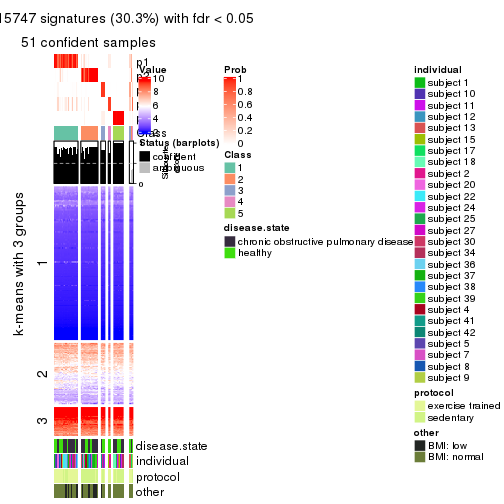 15747 signatures (30.3%) with fdr < 0.05
51 confident samples
p1
p2
Class
Value
10
8
6
4
2
0
Status (barplots)
confident
ambiguous
1
0
Prob
1
0.8
0.6
0.4
0.2
0
Class
1
2
3
4
5
disease.state
chronic obstructive pulmonary disease
healthy
individual
subject 1
subject 10
subject 11
subject 12
subject 13
subject 15
subject 17
subject 18
subject 2
subject 20
subject 22
subject 24
subject 25
subject 27
subject 30
subject 34
subject 36
subject 37
subject 38
subject 39
subject 4
subject 41
subject 42
subject 5
subject 7
subject 8
subject 9
protocol
exercise trained
sedentary
other
BMI: low
BMI: normal
k-means with 3 groups
1
2
3
disease.state
individual
protocol
other